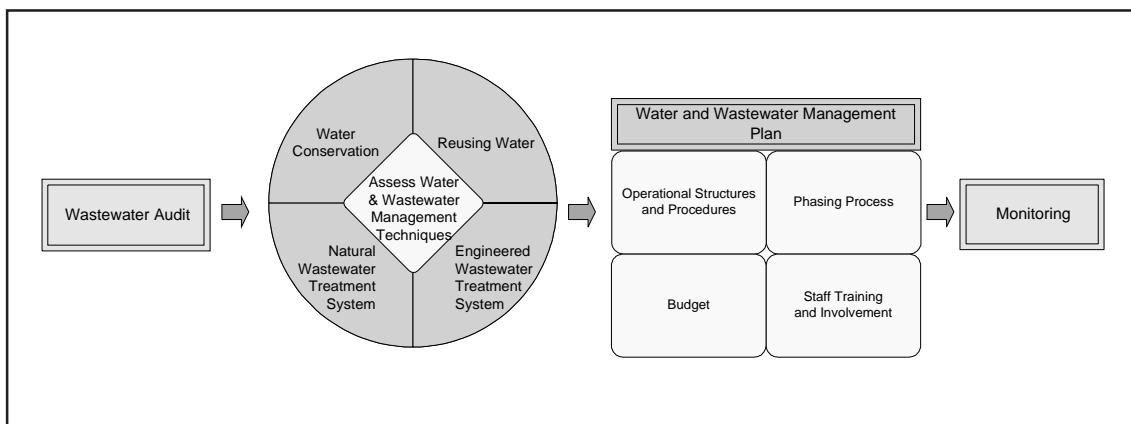 Wastewater Audit
Water
Conservation
Reusing Water
Assess Water
& Wastewater
Management
Techniques
Natural
Wastewater
Treatment
System
Engineered
Wastewater
Treatment
System
Water and Wastewater Management
Plan
Operational Structures
and Procedures
Phasing Process
Budget
Staff Training
and Involvement
Monitoring